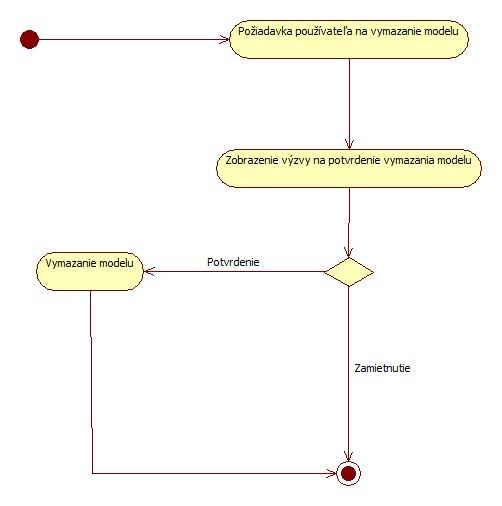 Požiadavka používateľa na vymazanie modelu
Zobrazenie výzvy na potvrdenie vymazania modelu
Potvrdenie
Vymazanie modelu
Zamietnutie